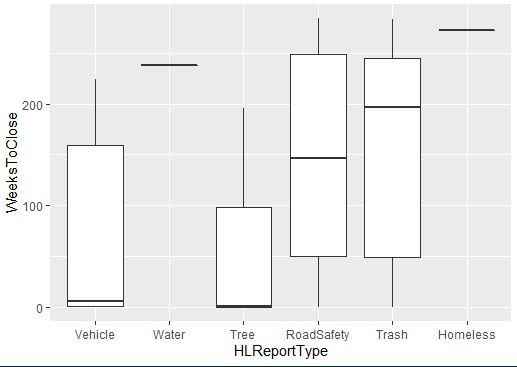 WeeksToClose
200
100
0
Vehicle Water Tree RoadSafety Trash Homeless
HLReportType